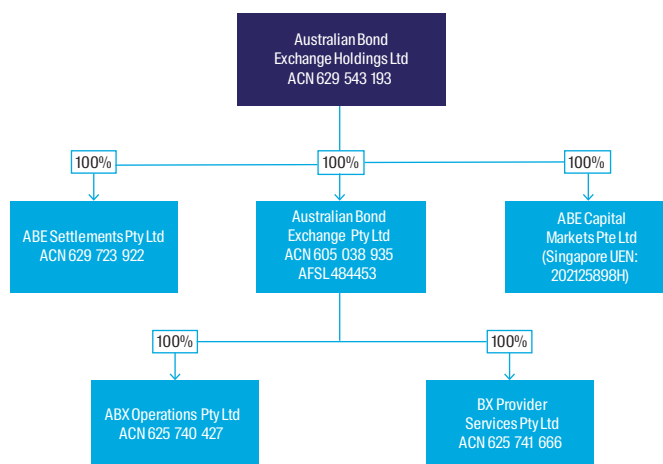 Australian Bond
Exchange Holdings Ltd
ACN 629 543 193
100%
100%
100%
ABE Settlements Pty Ltd
ACN 629 723 922
Australian Bond
Exchange Pty Ltd
ACN 605 038 935
AFSL 484453
ABE Capital
Markets Pte Ltd
(Singapore UEN:
202125898H)
100%
100%
ABX Operations Pty Ltd
ACN 625 740 427
BX Provider
Services Pty Ltd
ACN 625 741 666